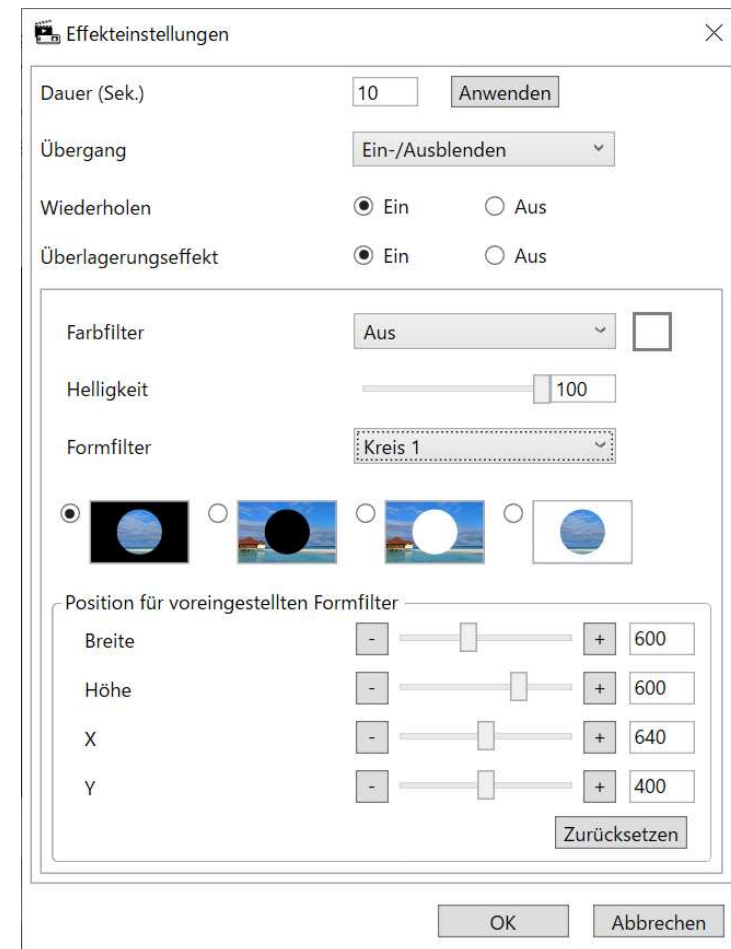 Effekteinstellungen
Dauer (Sek.) 10 Anwenden
Übergang Ein-/Ausblenden
Wiederholen Ein Aus
Überlagerungseffekt Ein Aus
Farbfilter Aus
Helligkeit 100
Formfilter Kreis 1
Position für voreingestellten Formfilter
Breite - + 600
Höhe - + 600
X - + 640
Y - + 400
Zurücksetzen
OK Abbrechen